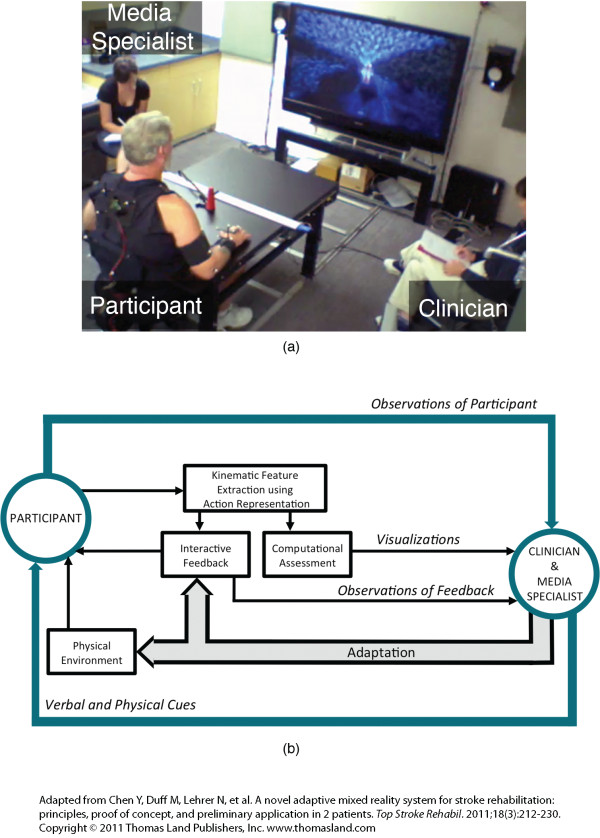 Media
Specialist
Participant
Clinician
(a)
Observations of Participant
Kinematic Feature
Extraction using
Action Representation
PARTICIPANT
Interactive
Feedback
Computational
Assessment
Visualizations
CLINICIAN
&
MEDIA
SPECIALIST
Observations of Feedback
Physical
Environment
Adaptation
Verbal and Physical Cues
(b)
Adapted from Chen Y, Duff M, Lehrer N, et al. A novel adaptive mixed reality system for stroke rehabilitation:
principles, proof of concept, and preliminary application in 2 patients. Top Stroke Rehabil. 2011;18(3):212-230.
Copyright © 2011 Thomas Land Publishers, Inc. www.thomasland.com